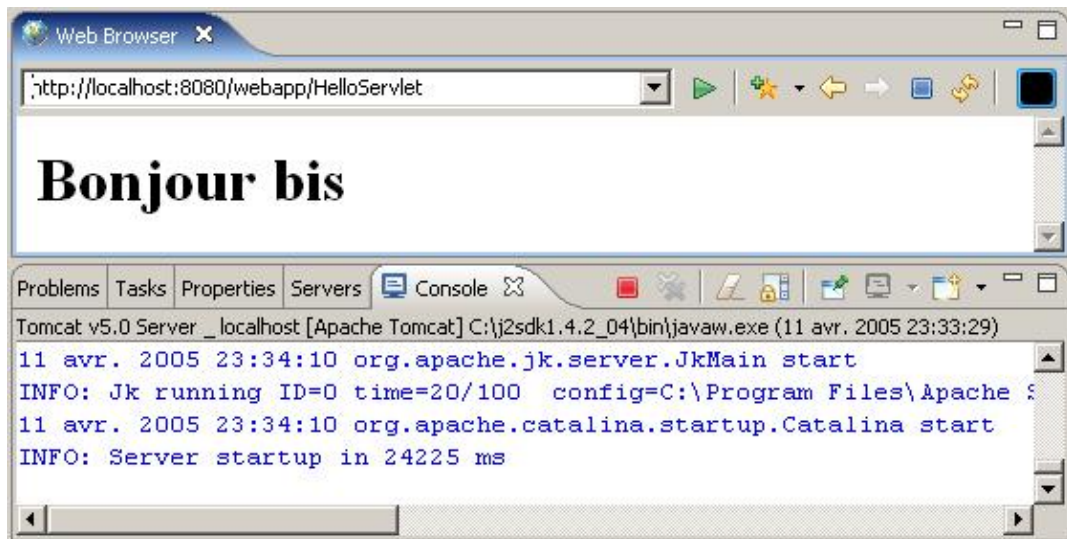 Web Browser
http://localhost:8080/webapp/HelloServlet
Bonjour bis
Problems Tasks Properties Servers Console
Tomcat v5.0 Server _ localhost [Apache Tomcat] C:\j2sdk1.4.2_04\bin\javaw.exe (11 avr. 2005 23:33:29)
11 avr. 2005 23:34:10 org.apache.jk.server.JkMain start
INFO: Jk running ID=0 time=20/100 config=C:\Program Files\Apache
11 avr. 2005 23:34:10 org.apache.catalina.startup.Catalina start
INFO: Server startup in 24225 ms